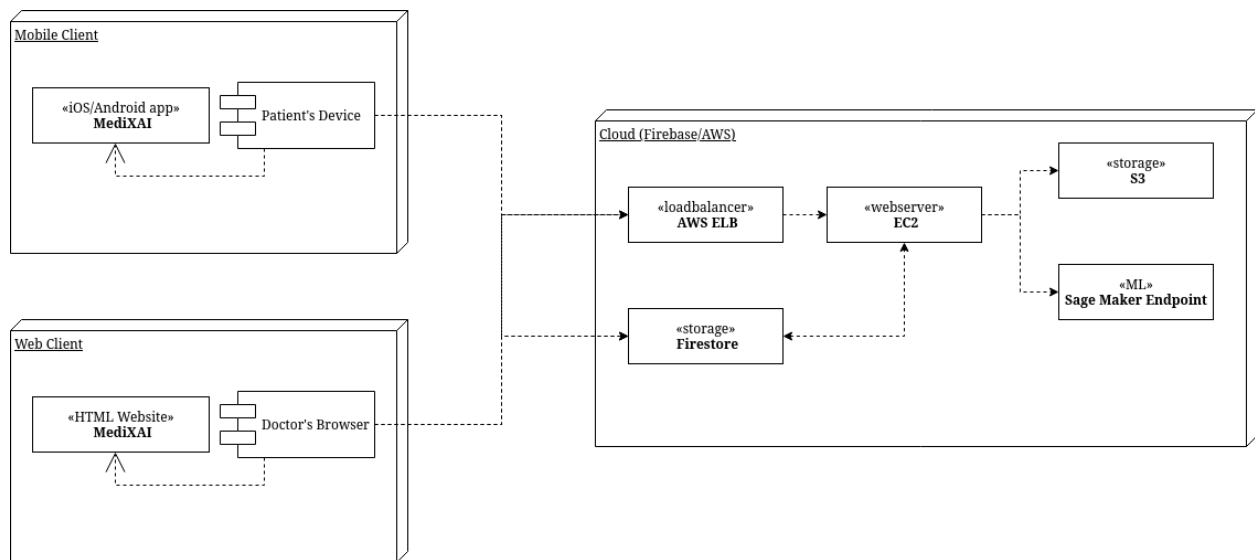 Mobile Client
«iOS/Android app»
MediXAI
Patient's Device
Web Client
«HTML Website»
MediXAI
Doctor's Browser
Cloud (Firebase/AWS)
«loadbalancer»
AWS ELB
«webserver»
EC2
«storage»
S3
«ML»
Sage Maker Endpoint
«storage»
Firestore